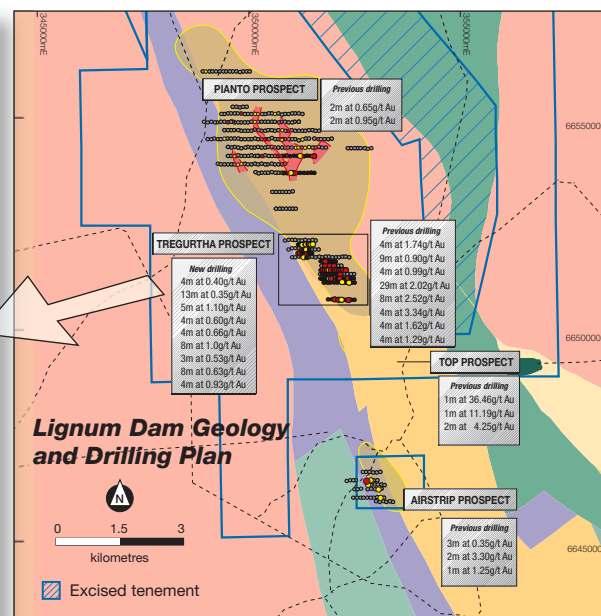 345000mE
350000mE
6655000
PIANTO PROSPECT
Previous drilling
2m at 0.65g/t Au
2m at 0.95g/t Au
TREGURTHA PROSPECT
New drilling
4m at 0.40g/t Au
13m at 0.35g/t Au
5m at 1.10g/t Au
4m at 0.60g/t Au
4m at 0.66g/t Au
8m at 1.0g/t Au
3m at 0.53g/t Au
8m at 0.63g/t Au
4m at 0.93g/t Au
Previous drilling
4m at 1.74g/t Au
9m at 0.90g/t Au
4m at 0.99g/t Au
29m at 2.02g/t Au
8m at 2.52g/t Au
4m at 3.34g/t Au
4m at 1.62g/t Au
4m at 1.29g/t Au
6650000
TOP PROSPECT
Previous drilling
1m at 36.46g/t Au
1m at 11.19g/t Au
2m at 4.25g/t Au
Lignum Dam Geology
and Drilling Plan
N
0 1.5 3
kilometres
Excised tenement
AIRSTRIP PROSPECT
Previous drilling
3m at 0.35g/t Au
2m at 3.30g/t Au
1m at 1.25g/t Au
6645000